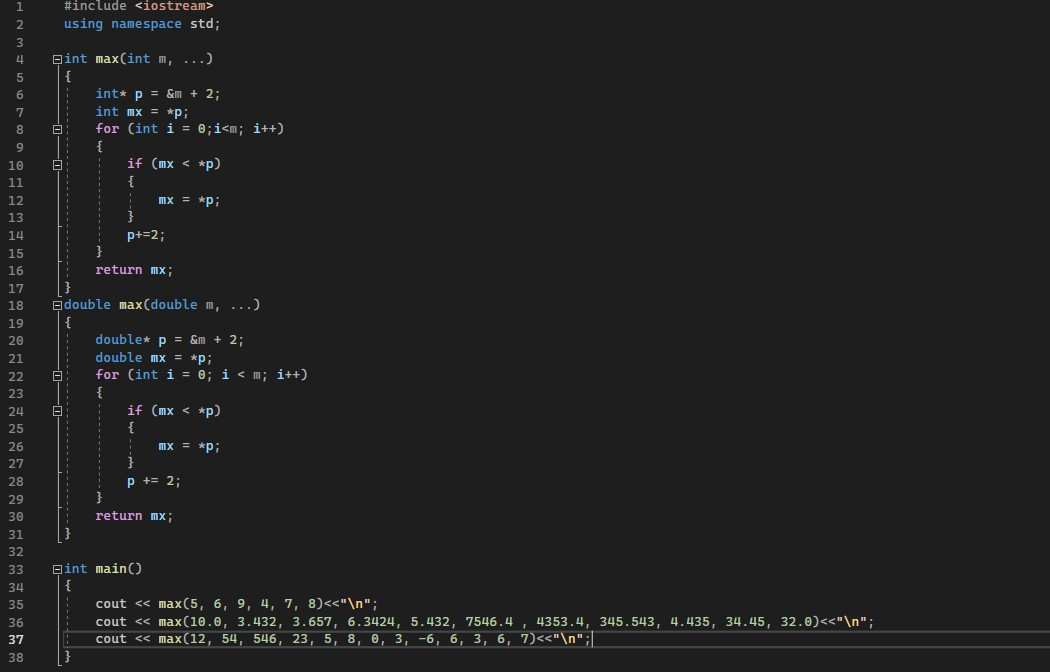 1 #include <iostream>
2 using namespace std;
3
4 int max(int m, ...)
5 {
6     int* p = &m + 2;
7     int mx = *p;
8     for (int i = 0;i<m; i++)
9     {
10         if (mx < *p)
11         {
12             mx = *p;
13         }
14         p+=2;
15     }
16     return mx;
17 }
18 double max(double m, ...)
19 {
20     double* p = &m + 2;
21     double mx = *p;
22     for (int i = 0; i < m; i++)
23     {
24         if (mx < *p)
25         {
26             mx = *p;
27         }
28         p += 2;
29     }
30     return mx;
31 }
32
33 int main()
34 {
35     cout << max(5, 6, 9, 4, 7, 8)<<"\n";
36     cout << max(10.0, 3.432, 3.657, 6.3424, 5.432, 7546.4 , 4353.4, 345.543, 4.435, 34.45, 32.0)<<"\n";
37     cout << max(12, 54, 546, 23, 5, 8, 0, 3, -6, 6, 3, 6, 7)<<"\n";
38 }